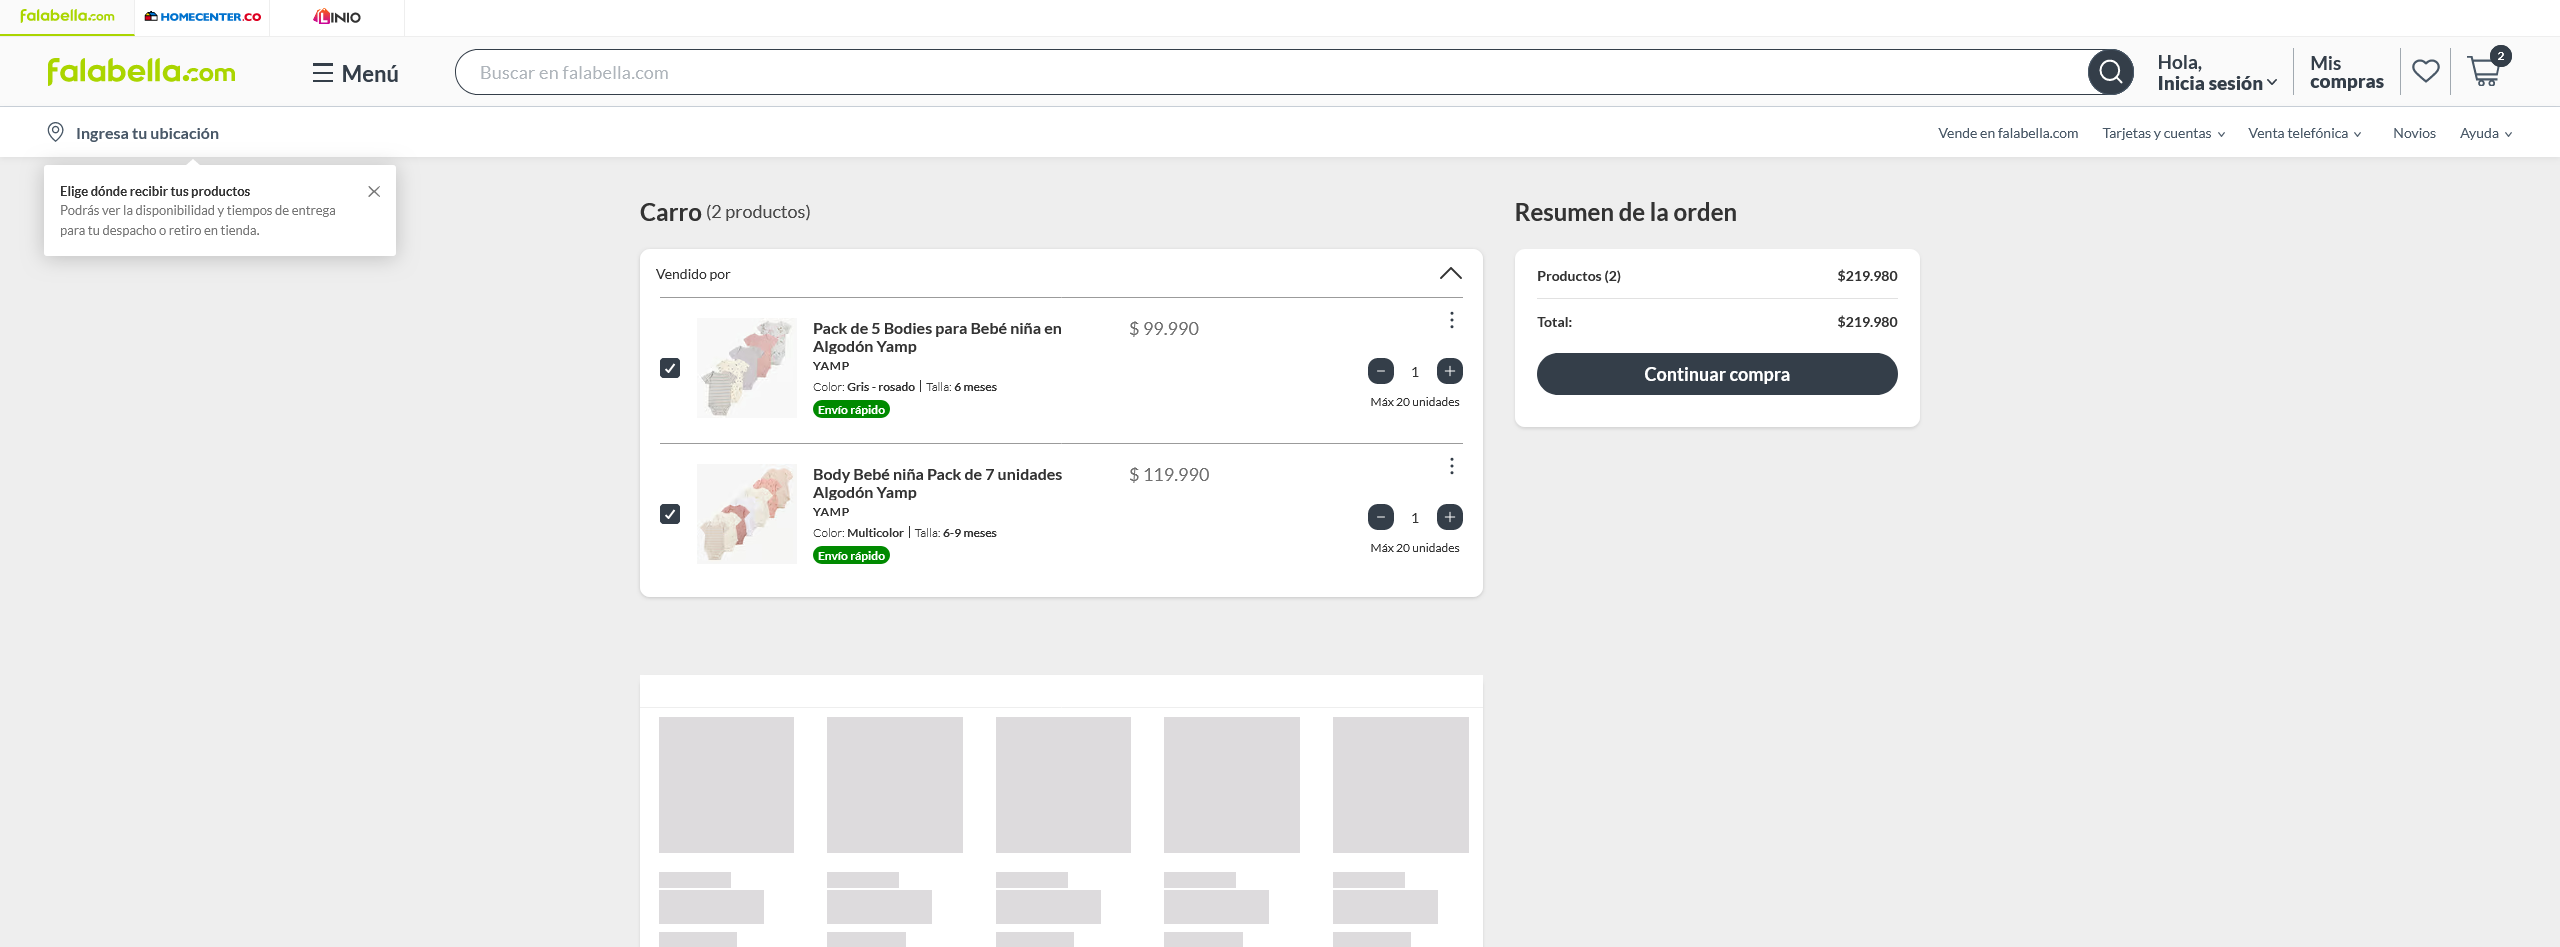 falabella.com
HOMECENTER.CO
LINIO
falabella.com
Menú
Buscar en falabella.com
Hola,
Inicia sesión
Mis
compras
2
Ingresa tu ubicación
Vende en falabella.com
Tarjetas y cuentas
Venta telefónica
Novios
Ayuda
Elige dónde recibir tus productos
Podrás ver la disponibilidad y tiempos de entrega
para tu despacho o retiro en tienda.
Carro (2 productos)
Vendido por
Pack de 5 Bodies para Bebé niña en
Algodón Yamp
YAMP
Color: Gris - rosado | Talla: 6 meses
Envío rápido
$ 99.990
1
Máx 20 unidades
Body Bebé niña Pack de 7 unidades
Algodón Yamp
YAMP
Color: Multicolor | Talla: 6-9 meses
Envío rápido
$ 119.990
1
Máx 20 unidades
Resumen de la orden
Productos (2) $219.980
Total: $219.980
Continuar compra